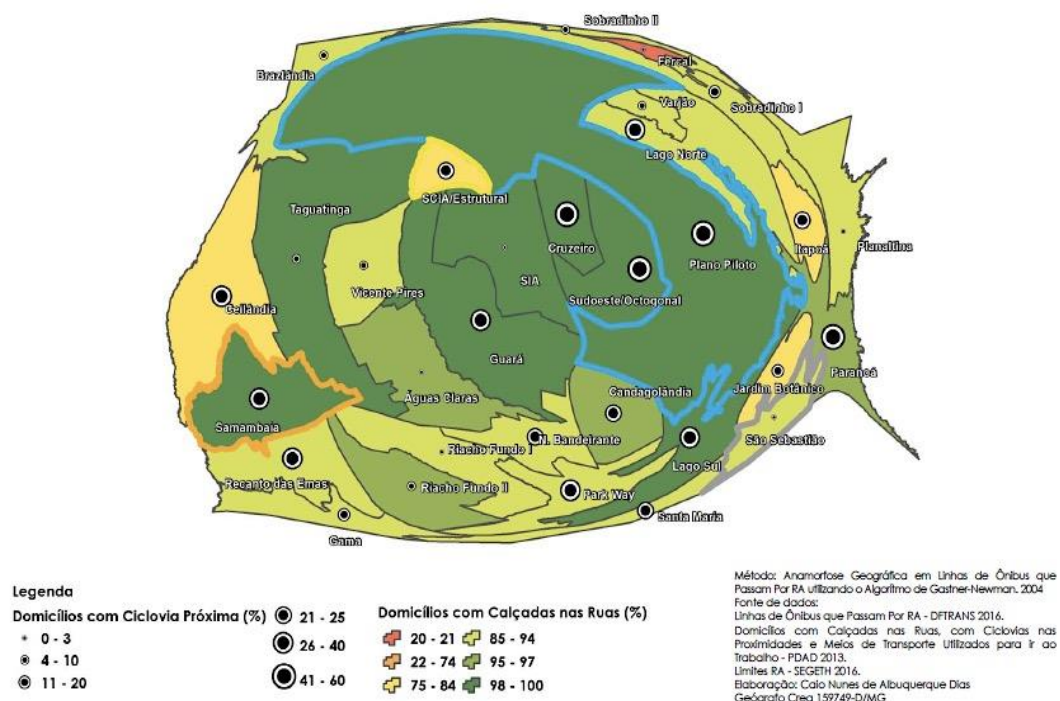 Sobradinho II
Brazlândia
Fercal
Sobradinho I
Varjão
Lago Norte
SCIA/Estrutural
Taguatinga
Itapoã
Planaltina
Cruzeiro
Plano Piloto
SIA
Vicente Pires
Sudoeste/Octogonal
Ceilândia
Guará
Paranoá
Jardim Botânico
Candagolândia
Águas Claras
Samambaia
São Sebastião
N. Bandeirante
Riacho Fundo I
Lago Sul
Recanto das Emas
Riacho Fundo II
Park Way
Santa Maria
Gama
Legenda
Domicílios com Ciclovia Próxima (%)
0 - 3
4 - 10
11 - 20
21 - 25
26 - 40
41 - 60
Domicílios com Calçadas nas Ruas (%)
20 - 21
22 - 74
75 - 84
85 - 94
95 - 97
98 - 100
Método: Anamorfose Geográfica em Linhas de Ônibus que
Passam Por RA utilizando o Algorítmo de Gastner-Newman. 2004
Fonte de dados:
Linhas de Ônibus que Passam Por RA - DFTRANS 2016.
Domicílios com Calçadas nas Ruas, com Ciclovias nas
Proximidades e Meios de Transporte Utilizados para ir ao
Trabalho - PDAD 2013.
Limites RA - SEGETH 2016.
Elaboração: Caio Nunes de Albuquerque Dias
Geógrafo Crea 159749-D/MG